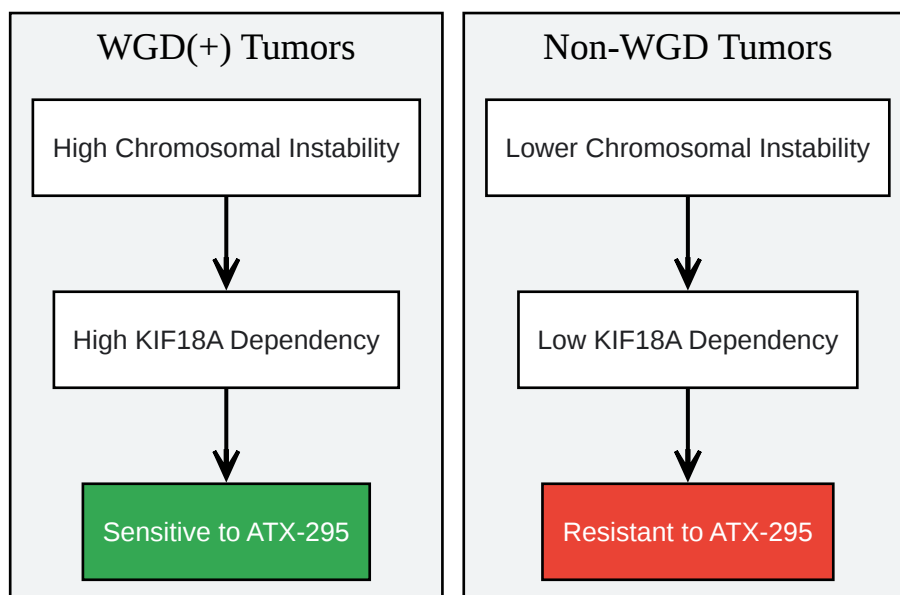 WGD(+) Tumors
High Chromosomal Instability
High KIF18A Dependency
Sensitive to ATX-295
Non-WGD Tumors
Lower Chromosomal Instability
Low KIF18A Dependency
Resistant to ATX-295